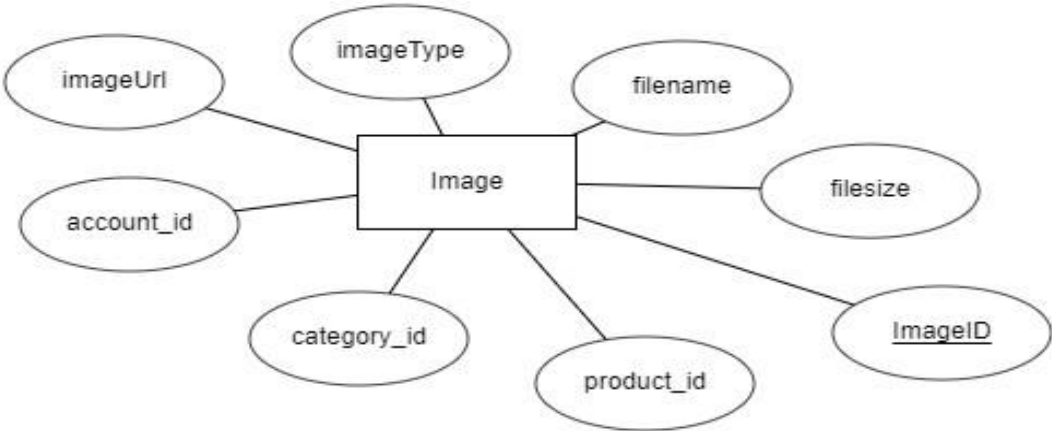 imageType
imageUrl
filename
Image
filesize
account_id
category_id
ImageID
product_id